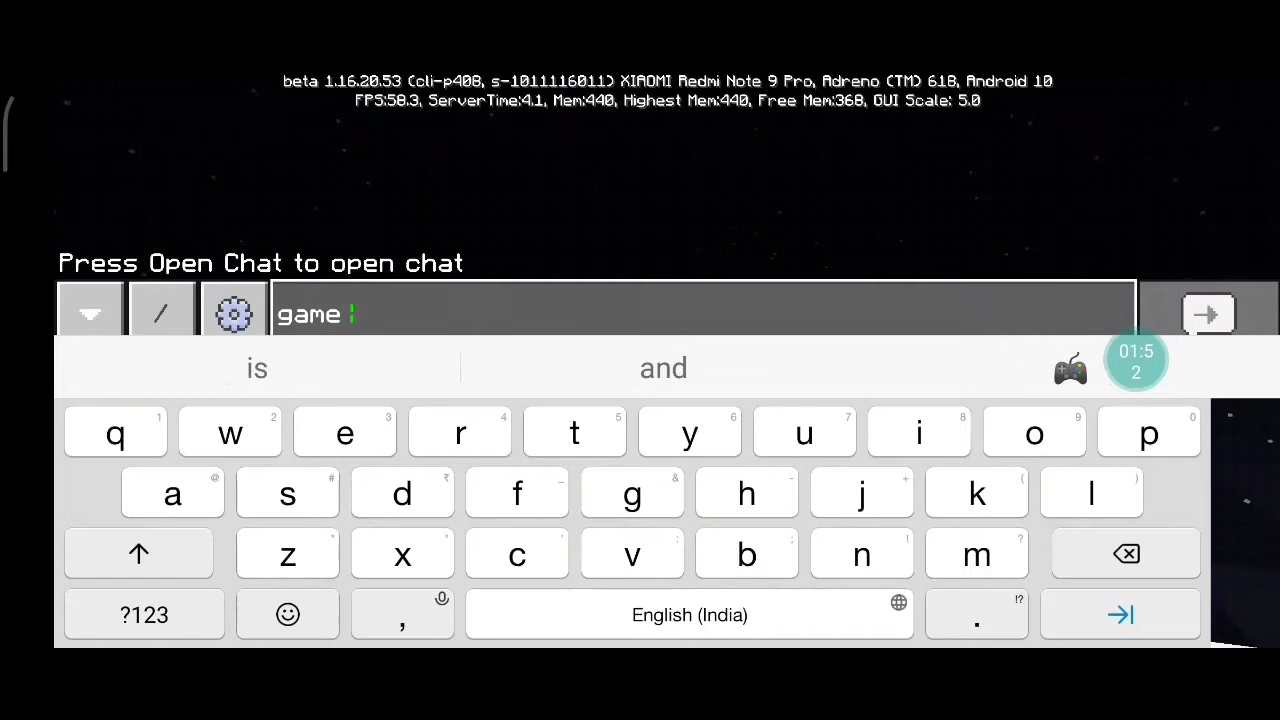 beta 1.16.20.53 (cli-p408, s-1011116011) XIAOMI Redmi Note 9 Pro, Adreno (TM) 618, Android 10
FPS:58.3, ServerTime:4.1, Mem:440, Highest Mem:440, Free Mem:368, GUI Scale: 5.0
Press Open Chat to open chat
/ game
is and
01:5
2
1 2 3 4 5 6 7 8 9 0
q w e r t y u i o p
@ # ₹ _ & - + ( )
a s d f g h j k l
* " ' : ; ! ?
z x c v b n m
?123 , English (India) . !?